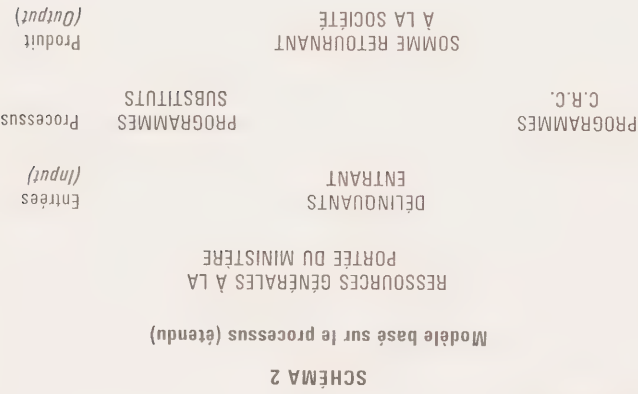 SCHÉMA 2
Modèle basé sur le processus (étendu)
RESSOURCES GÉNÉRALES À LA
PORTÉE DU MINISTÈRE
Entrées
(Input)
DÉLINQUANTS
ENTRANT
Processus
PROGRAMMES
SUBSTITUTS
PROGRAMMES
C.R.C.
Produit
(Output)
SOMME RETOURNANT
À LA SOCIÉTÉ